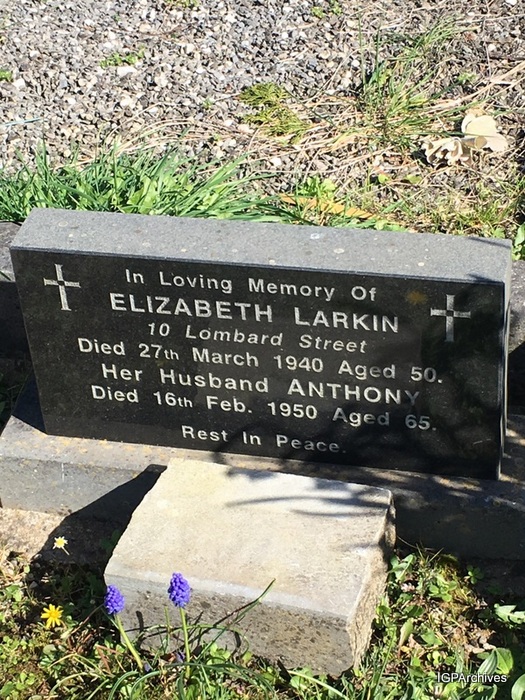 In Loving Memory Of
ELIZABETH LARKIN
10 Lombard Street
Died 27th March 1940 Aged 50.
Her Husband ANTHONY
Died 16th Feb. 1950 Aged 65.
Rest In Peace.
IGPArchives